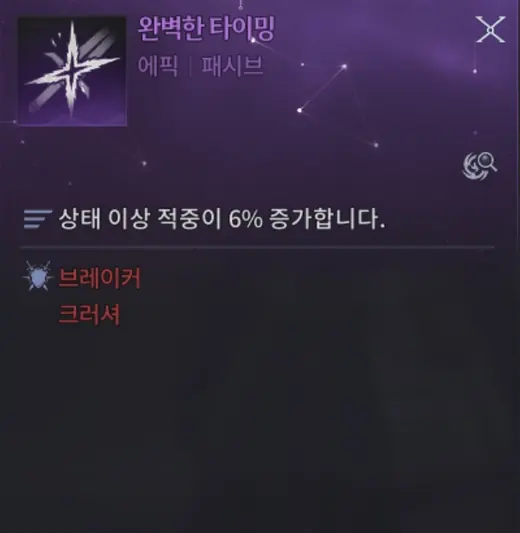 완벽한 타이밍
에픽 | 패시브
상태 이상 적중이 6% 증가합니다.
브레이커
크러셔